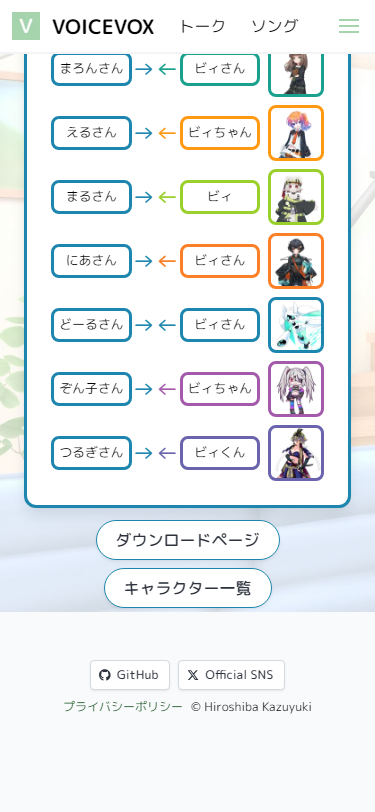 V VOICEVOX トーク ソング
まろんさん → ← ビィさん
えるさん → ← ビィちゃん
まるさん → ← ビィ
にあさん → ← ビィさん
どーるさん → ← ビィさん
ぞん子さん → ← ビィちゃん
つるぎさん → ← ビィくん
ダウンロードページ
キャラクター一覧
GitHub Official SNS
プライバシーポリシー © Hiroshiba Kazuyuki